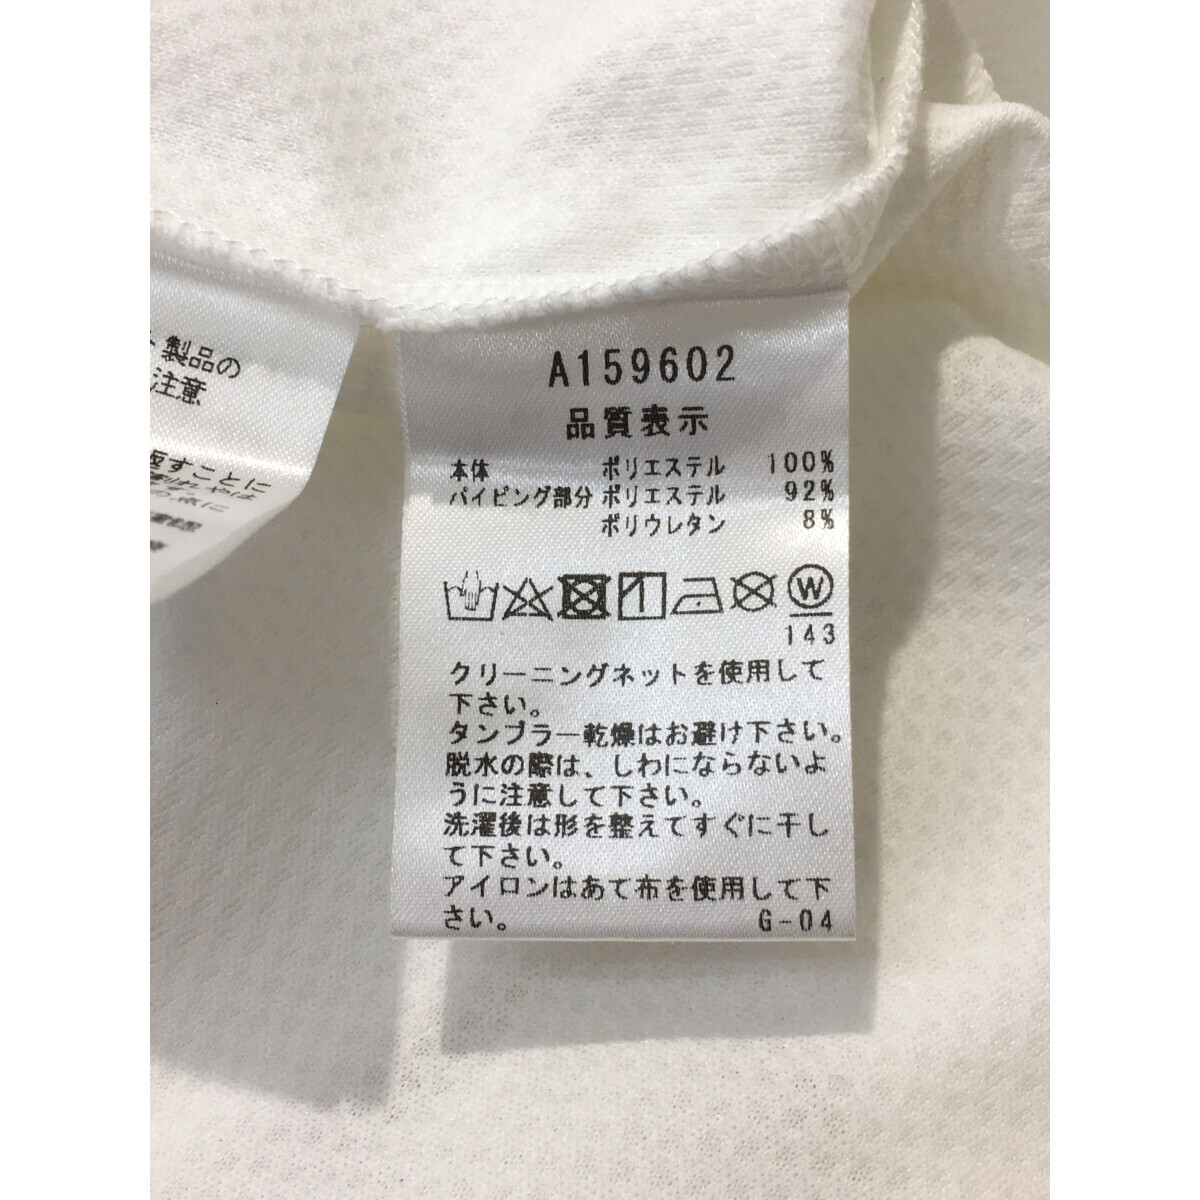 製品の
注意
返すことに
A159602
品質表示
本体 ポリエステル 100%
パイピング部分 ポリエステル 92%
ポリウレタン 8%
W
143
クリーニングネットを使用して
下さい。
タンブラー乾燥はお避け下さい。
脱水の際は、しわにならないよ
うに注意して下さい。
洗濯後は形を整えてすぐに干し
て下さい。
アイロンはあて布を使用して下
さい。 G-04